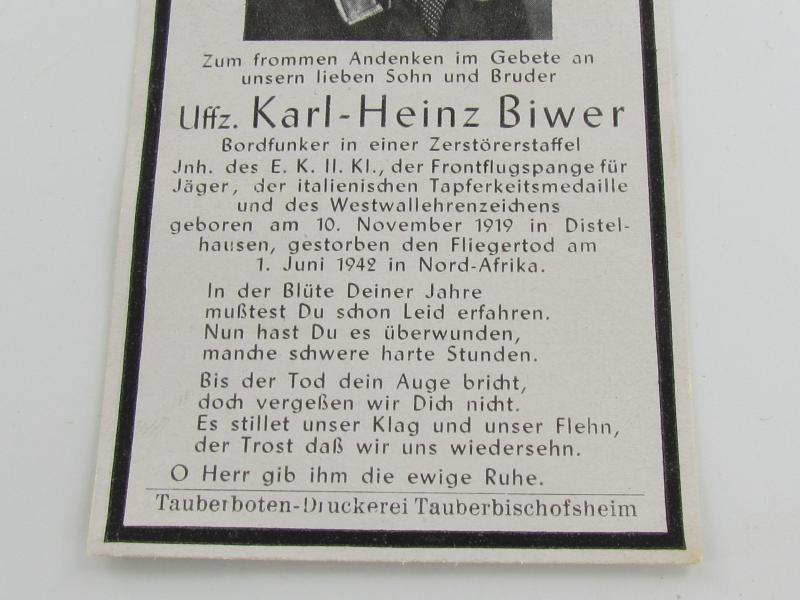 Zum frommen Andenken im Gebete an
unsern lieben Sohn und Bruder
Uffz. Karl-Heinz Biwer
Bordfunker in einer Zerstörerstaffel
Jnh. des E. K. II. Kl., der Frontflugspange für
Jäger, der italienischen Tapferkeitsmedaille
und des Westwallehrenzeichens
geboren am 10. November 1919 in Distel-
hausen, gestorben den Fliegertod am
1. Juni 1942 in Nord-Afrika.
In der Blüte Deiner Jahre
mußtest Du schon Leid erfahren.
Nun hast Du es überwunden,
manche schwere harte Stunden.
Bis der Tod dein Auge bricht,
doch vergeßen wir Dich nicht.
Es stillet unser Klag und unser Flehn,
der Trost daß wir uns wiedersehn.
O Herr gib ihm die ewige Ruhe.
Tauberboten-Druckerei Tauberbischofsheim